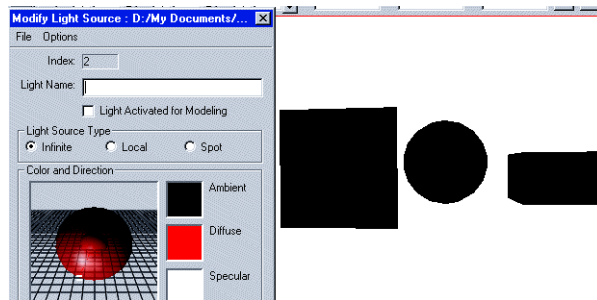 Modify Light Source : D:/My Documents/...
File Options
Index: 2
Light Name:
Light Activated for Modeling
Light Source Type
Infinite Local Spot
Color and Direction
Ambient
Diffuse
Specular